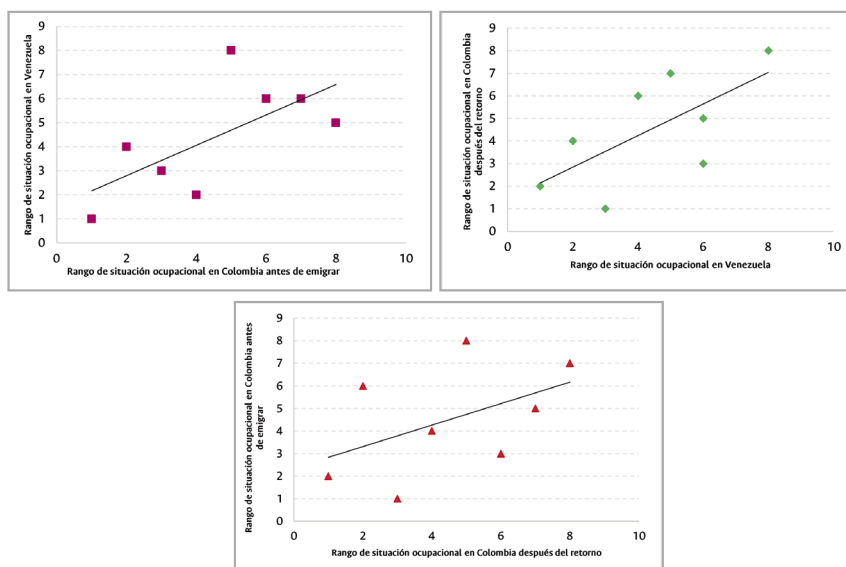 Rango de situación ocupacional en Venezuela
9
8
7
6
5
4
3
2
1
0
0 2 4 6 8 10
Rango de situación ocupacional en Colombia antes de emigrar
Rango de situación ocupacional en Colombia
después del retorno
9
8
7
6
5
4
3
2
1
0
0 2 4 6 8 10
Rango de situación ocupacional en Venezuela
Rango de situación ocupacional en Colombia antes
de emigrar
9
8
7
6
5
4
3
2
1
0
0 2 4 6 8 10
Rango de situación ocupacional en Colombia después del retorno